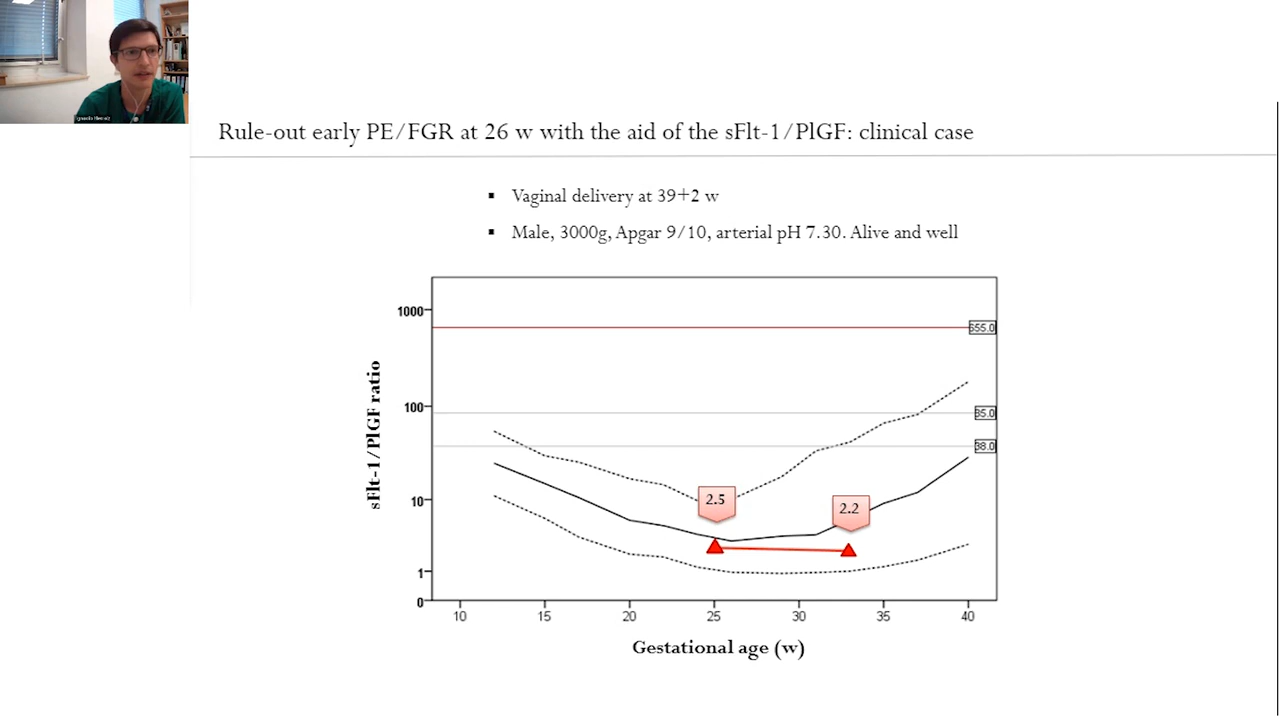 Rule-out early PE/FGR at 26 w with the aid of the sFlt-1/PlGF: clinical case
▪ Vaginal delivery at 39+2 w
▪ Male, 3000g, Apgar 9/10, arterial pH 7.30. Alive and well
sFlt-1/PlGF ratio
1000
100
10
1
0
655.0
85.0
38.0
2.5
2.2
10 15 20 25 30 35 40
Gestational age (w)